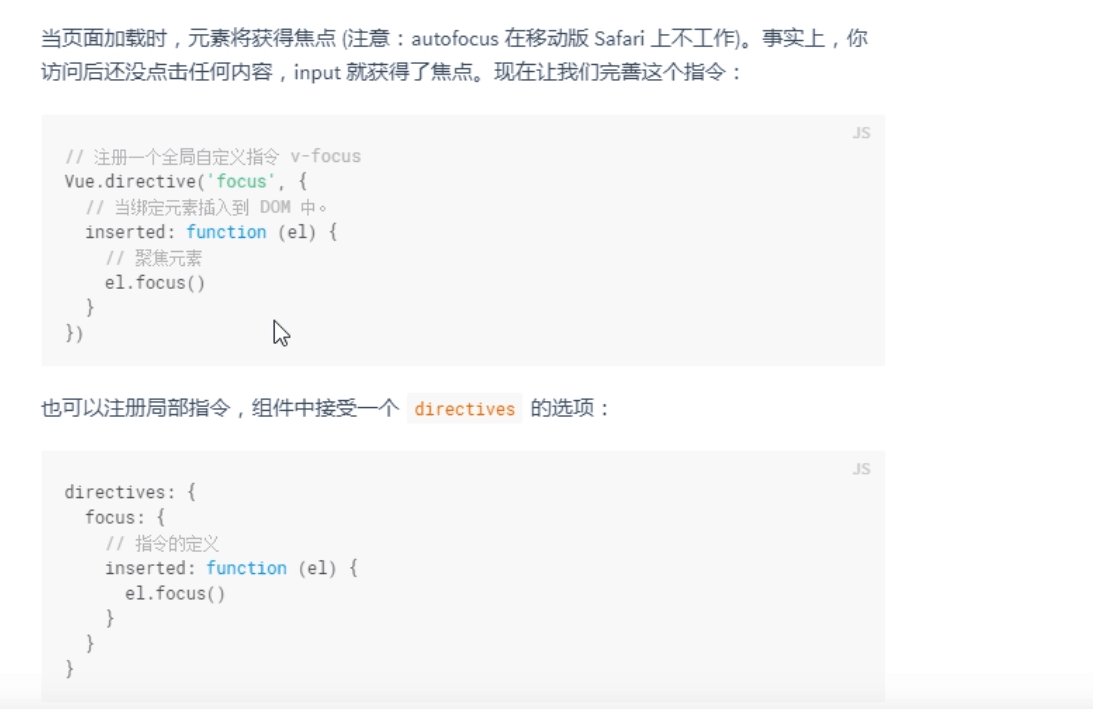 当页面加载时，元素将获得焦点 (注意：autofocus 在移动版 Safari 上不工作)。事实上，你
访问后还没点击任何内容，input 就获得了焦点。现在让我们完善这个指令：
JS
// 注册一个全局自定义指令 v-focus
Vue.directive('focus', {
  // 当绑定元素插入到 DOM 中。
  inserted: function (el) {
    // 聚焦元素
    el.focus()
  }
})
也可以注册局部指令，组件中接受一个 directives 的选项：
JS
directives: {
  focus: {
    // 指令的定义
    inserted: function (el) {
      el.focus()
    }
  }
}